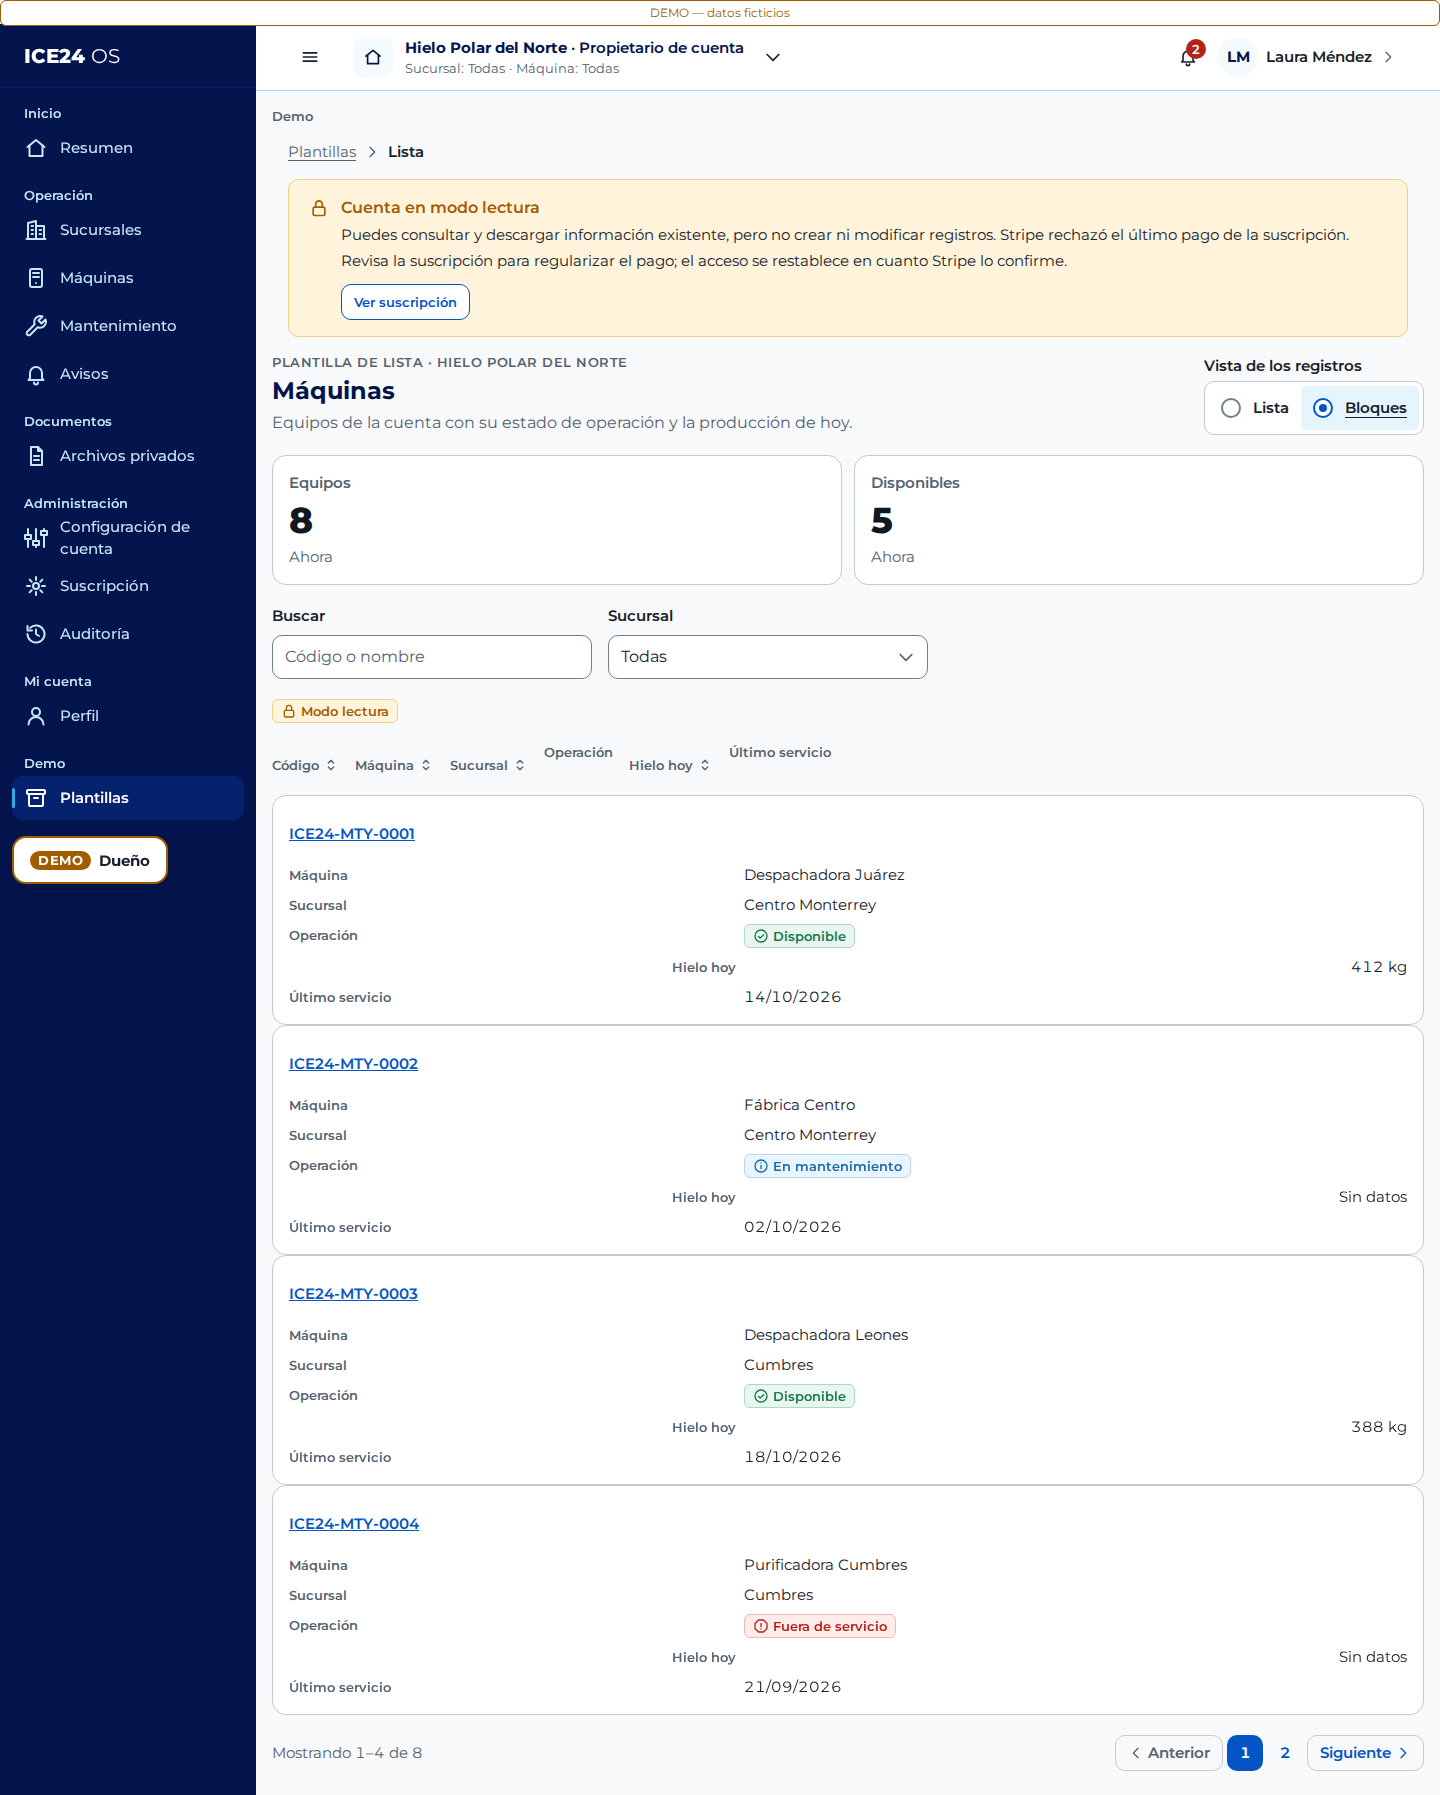 DEMO — datos ficticios
ICE24 OS
Inicio
Resumen
Operación
Sucursales
Máquinas
Mantenimiento
Avisos
Documentos
Archivos privados
Administración
Configuración de
cuenta
Suscripción
Auditoría
Mi cuenta
Perfil
Demo
Plantillas
DEMO Dueño
Hielo Polar del Norte · Propietario de cuenta
Sucursal: Todas · Máquina: Todas
2
LM Laura Méndez
Demo
Plantillas > Lista
Cuenta en modo lectura
Puedes consultar y descargar información existente, pero no crear ni modificar registros. Stripe rechazó el último pago de la suscripción.
Revisa la suscripción para regularizar el pago; el acceso se restablece en cuanto Stripe lo confirme.
Ver suscripción
PLANTILLA DE LISTA · HIELO POLAR DEL NORTE
Máquinas
Equipos de la cuenta con su estado de operación y la producción de hoy.
Vista de los registros
Lista Bloques
Equipos
8
Ahora
Disponibles
5
Ahora
Buscar
Código o nombre
Sucursal
Todas
Modo lectura
Código Máquina Sucursal Operación Hielo hoy Último servicio
ICE24-MTY-0001
Máquina Despachadora Juárez
Sucursal Centro Monterrey
Operación Disponible
Hielo hoy 412 kg
Último servicio 14/10/2026
ICE24-MTY-0002
Máquina Fábrica Centro
Sucursal Centro Monterrey
Operación En mantenimiento
Hielo hoy Sin datos
Último servicio 02/10/2026
ICE24-MTY-0003
Máquina Despachadora Leones
Sucursal Cumbres
Operación Disponible
Hielo hoy 388 kg
Último servicio 18/10/2026
ICE24-MTY-0004
Máquina Purificadora Cumbres
Sucursal Cumbres
Operación Fuera de servicio
Hielo hoy Sin datos
Último servicio 21/09/2026
Mostrando 1–4 de 8
Anterior 1 2 Siguiente